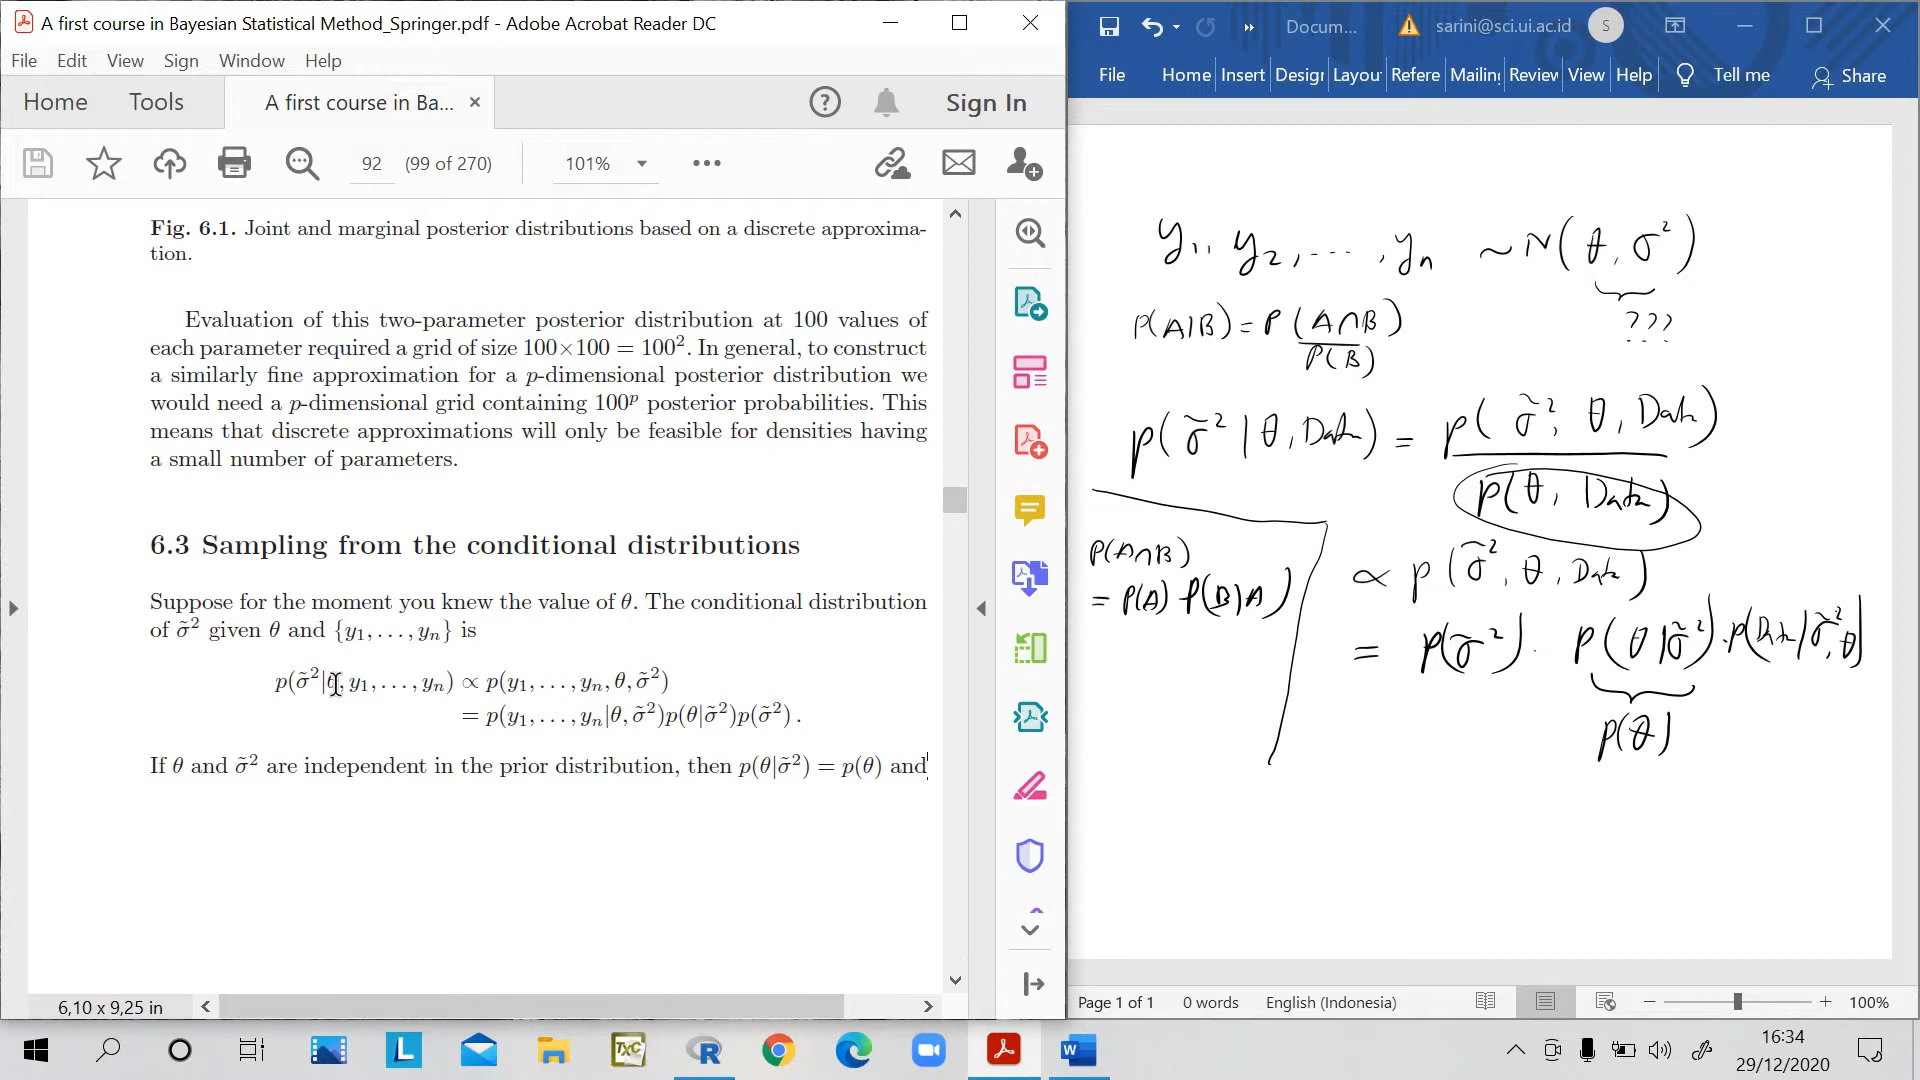 A first course in Bayesian Statistical Method_Springer.pdf - Adobe Acrobat Reader DC
File Edit View Sign Window Help
Home Tools A first course in Ba... × Sign In
92 (99 of 270) 101%
Fig. 6.1. Joint and marginal posterior distributions based on a discrete approxima-
tion.
Evaluation of this two-parameter posterior distribution at 100 values of
each parameter required a grid of size 100×100 = 100². In general, to construct
a similarly fine approximation for a p-dimensional posterior distribution we
would need a p-dimensional grid containing 100ᵖ posterior probabilities. This
means that discrete approximations will only be feasible for densities having
a small number of parameters.
6.3 Sampling from the conditional distributions
Suppose for the moment you knew the value of θ. The conditional distribution
of σ̃² given θ and {y₁, . . . , yₙ} is
p(σ̃²|θ, y₁, . . . , yₙ) ∝ p(y₁, . . . , yₙ, θ, σ̃²)
= p(y₁, . . . , yₙ|θ, σ̃²)p(θ|σ̃²)p(σ̃²) .
If θ and σ̃² are independent in the prior distribution, then p(θ|σ̃²) = p(θ) and
6,10 x 9,25 in
Docum... sarini@sci.ui.ac.id S
File Home Insert Design Layou Refere Mailin Review View Help Tell me Share
y₁, y₂, ..., yₙ ~ N(θ, σ²)
???
P(A|B) = P(A∩B)
P(B)
p(σ̃² | θ, Data) = p(σ̃², θ, Data)
p(θ, Data)
∝ p(σ̃², θ, Data)
P(A∩B)
= P(A) P(B|A)
= p(σ̃²) . p(θ|σ̃²) . p(Data|σ̃², θ)
p(θ)
Page 1 of 1 0 words English (Indonesia) 100%
L TXC R W
16:34
29/12/2020